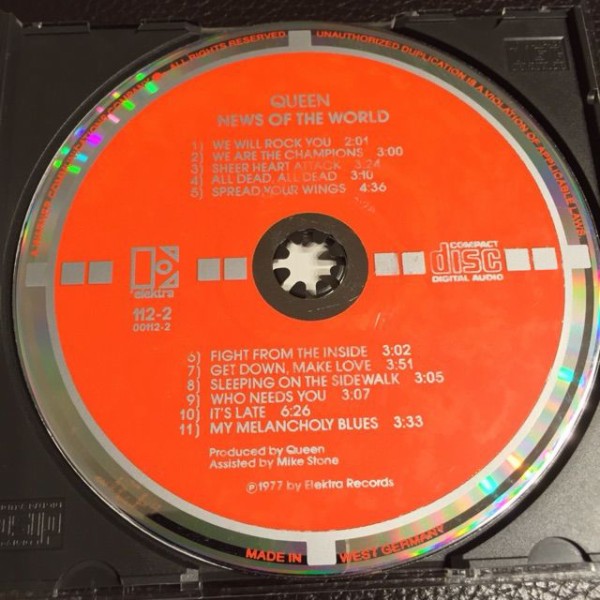 ALL RIGHTS RESERVED
UNAUTHORIZED DUPLICATION IS A VIOLATION OF APPLICABLE LAWS
QUEEN
NEWS OF THE WORLD
1) WE WILL ROCK YOU 2:01
2) WE ARE THE CHAMPIONS 3:00
3) SHEER HEART ATTACK 3:24
4) ALL DEAD, ALL DEAD 3:10
5) SPREAD YOUR WINGS 4:36
elektra
112-2
00112-2
COMPACT
disc
DIGITAL AUDIO
6) FIGHT FROM THE INSIDE 3:02
7) GET DOWN, MAKE LOVE 3:51
8) SLEEPING ON THE SIDEWALK 3:05
9) WHO NEEDS YOU 3:07
10) IT'S LATE 6:26
11) MY MELANCHOLY BLUES 3:33
Produced by Queen
Assisted by Mike Stone
℗1977 by Elektra Records
MADE IN WEST GERMANY